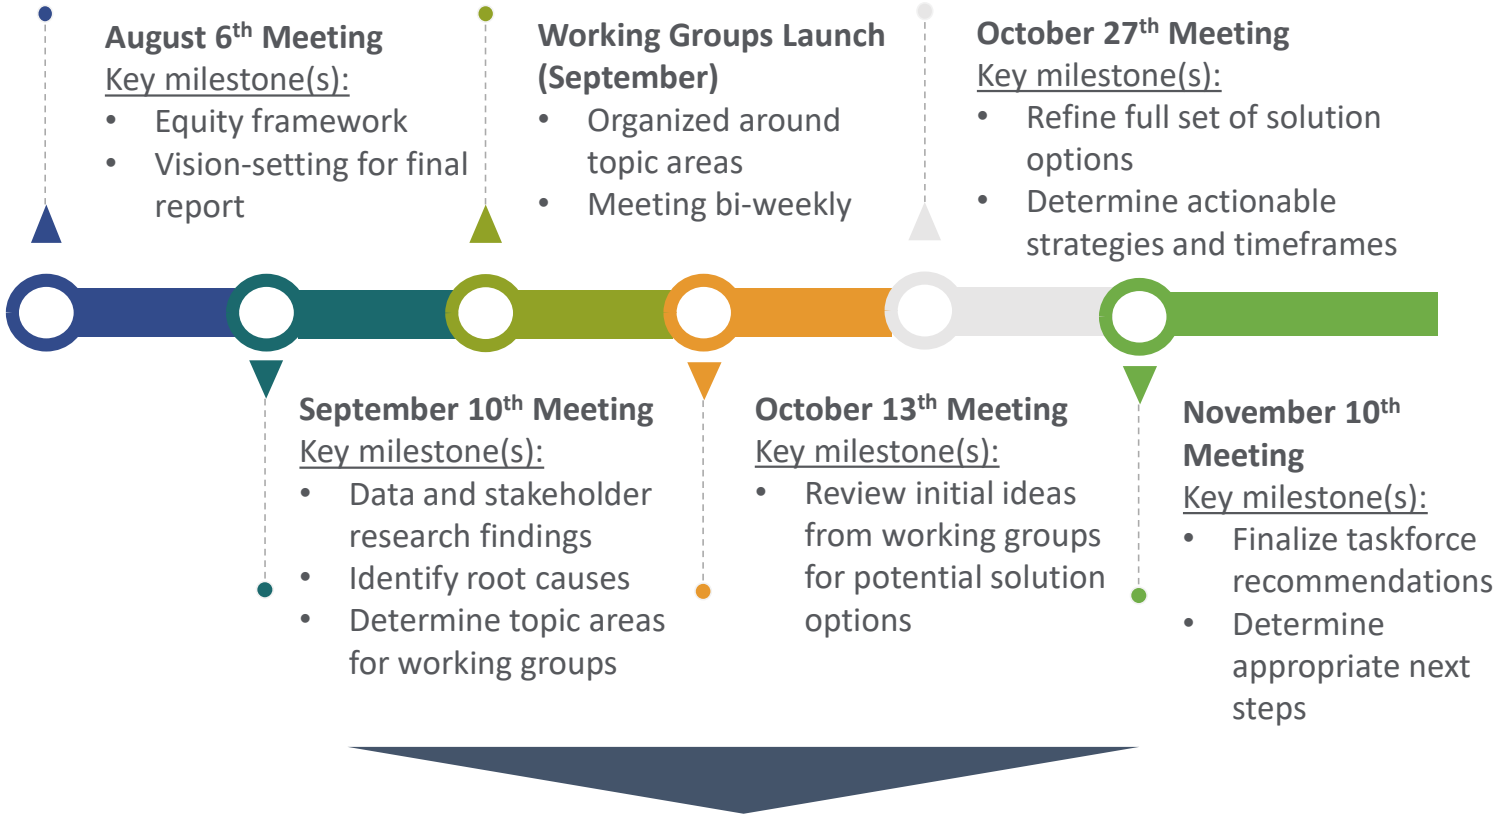 August 6th Meeting
Key milestone(s):
• Equity framework
• Vision-setting for final
report
Working Groups Launch
(September)
• Organized around
topic areas
• Meeting bi-weekly
October 27th Meeting
Key milestone(s):
• Refine full set of solution
options
• Determine actionable
strategies and timeframes
September 10th Meeting
Key milestone(s):
• Data and stakeholder
research findings
• Identify root causes
• Determine topic areas
for working groups
October 13th Meeting
Key milestone(s):
• Review initial ideas
from working groups
for potential solution
options
November 10th
Meeting
Key milestone(s):
• Finalize taskforce
recommendations
• Determine
appropriate next
steps